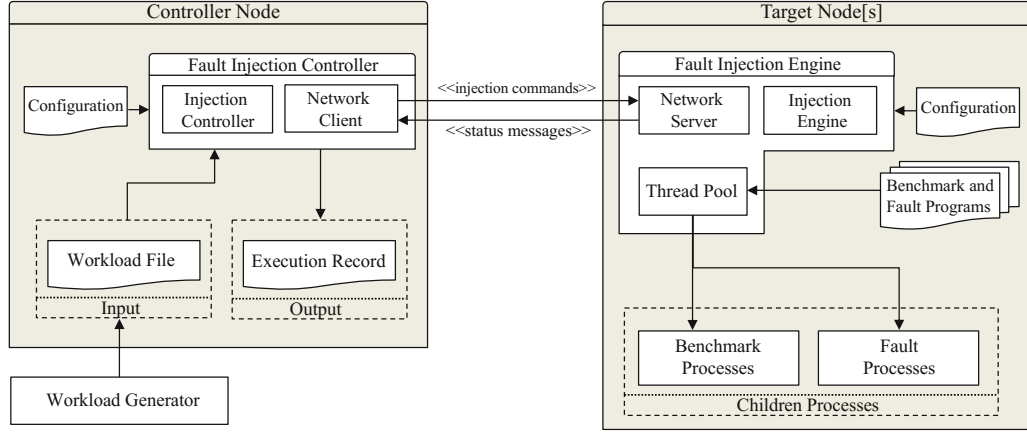 Controller Node
Fault Injection Controller
Configuration
Injection
Controller
Network
Client
Workload File
Input
Execution Record
Output
Workload Generator
<<injection commands>>
<<status messages>>
Target Node[s]
Fault Injection Engine
Network
Server
Injection
Engine
Configuration
Thread Pool
Benchmark and
Fault Programs
Benchmark
Processes
Fault
Processes
Children Processes